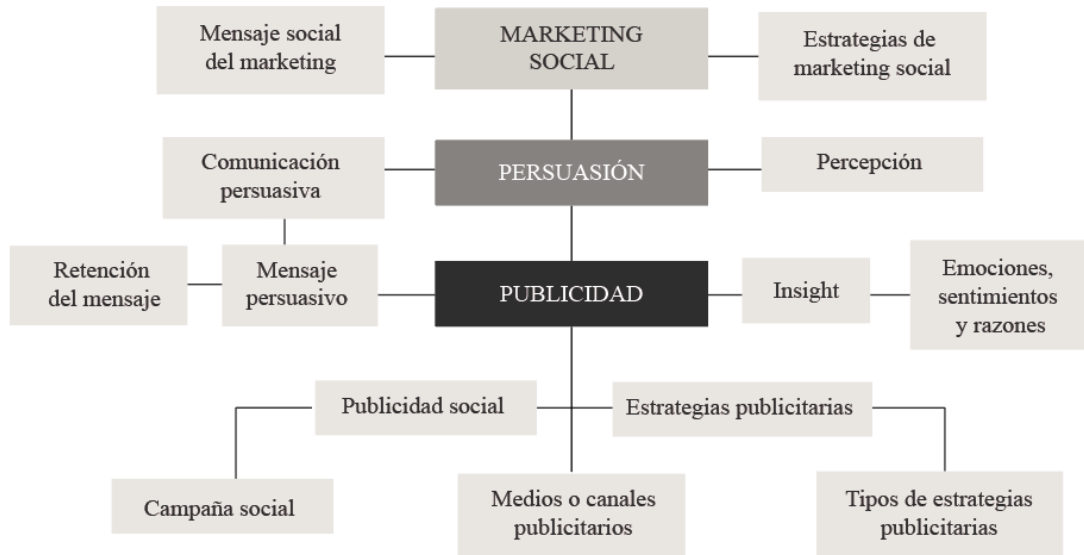 Mensaje social
del marketing
MARKETING
SOCIAL
Estrategias de
marketing social
Comunicación
persuasiva
PERSUASIÓN
Percepción
Retención
del mensaje
Mensaje
persuasivo
PUBLICIDAD
Insight
Emociones,
sentimientos
y razones
Publicidad social
Estrategias publicitarias
Campaña social
Medios o canales
publicitarios
Tipos de estrategias
publicitarias